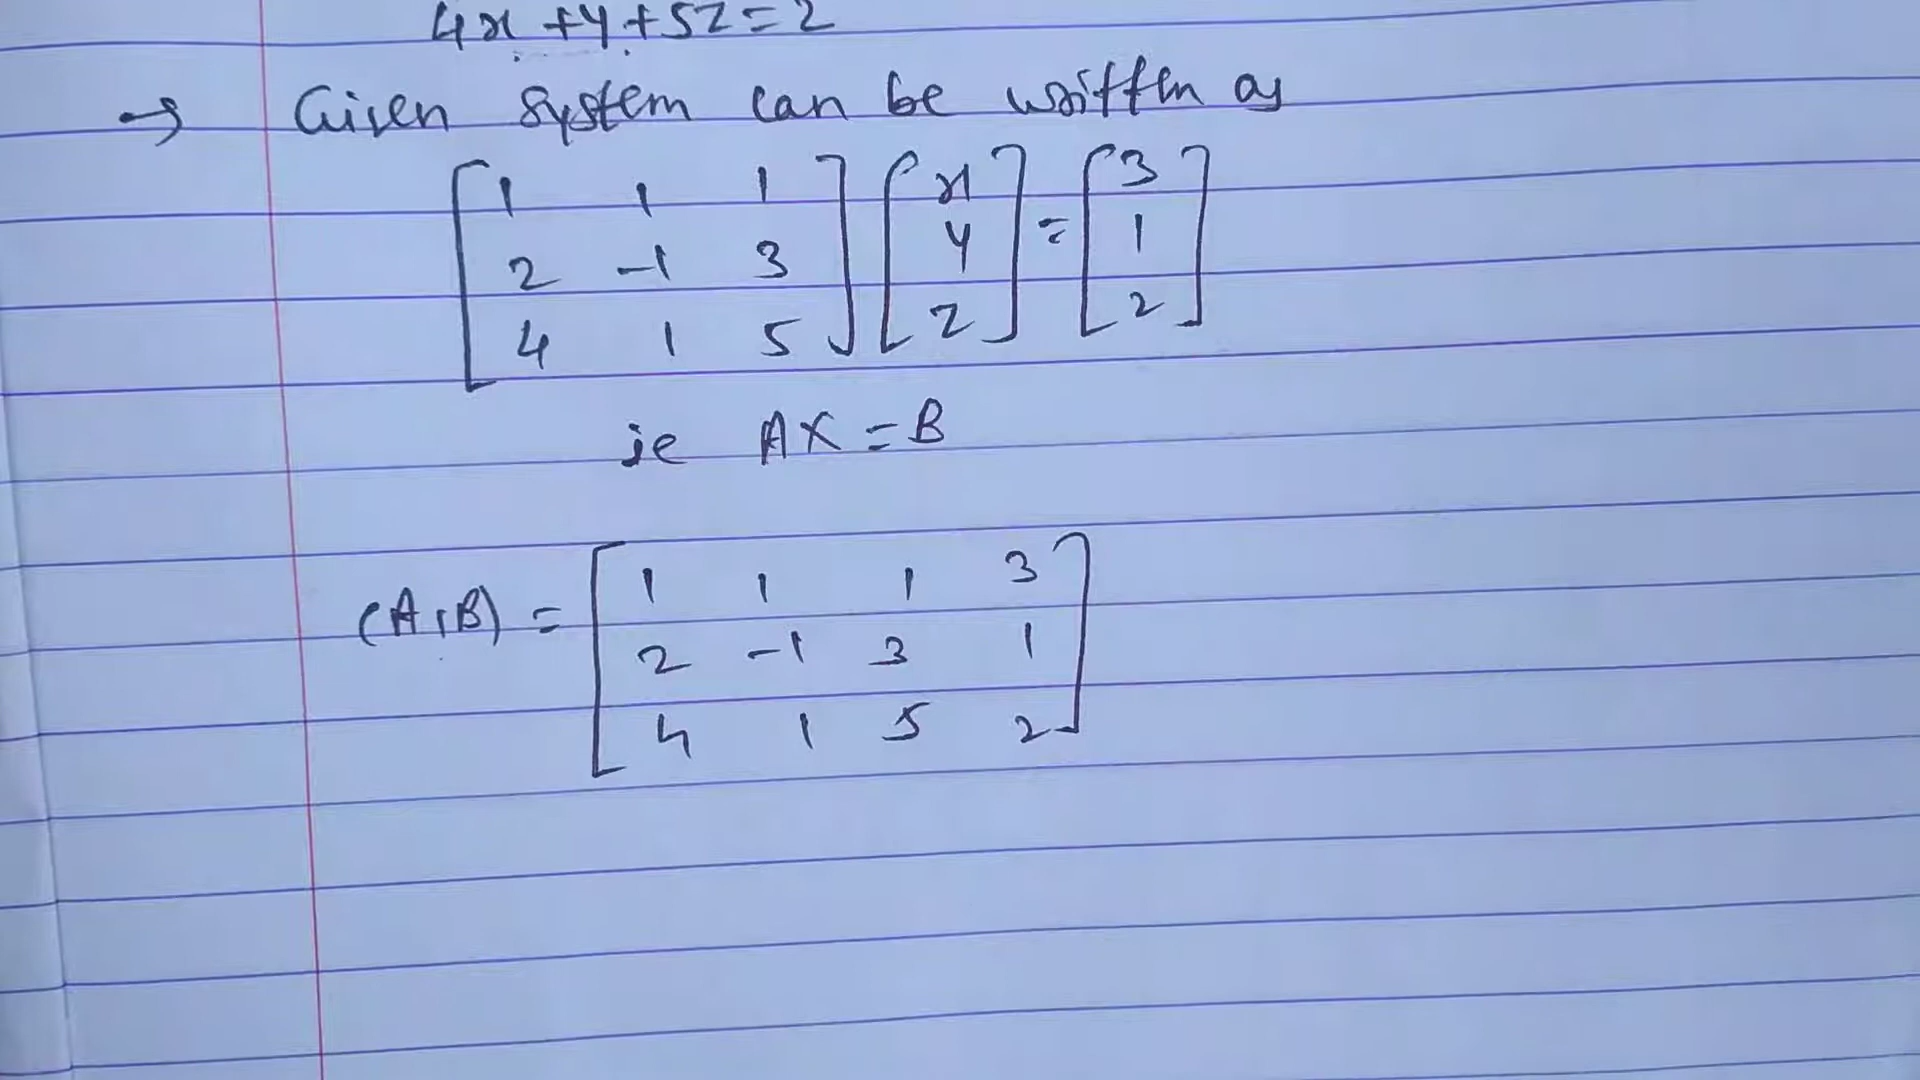 4x + y + 5z = 2
→ Given system can be written as
[1 1 1] [x] = [3]
[2 -1 3] [y] [1]
[4 1 5] [z] [2]
ie AX = B
(A,B) = [1 1 1 3]
[2 -1 3 1]
[4 1 5 2]